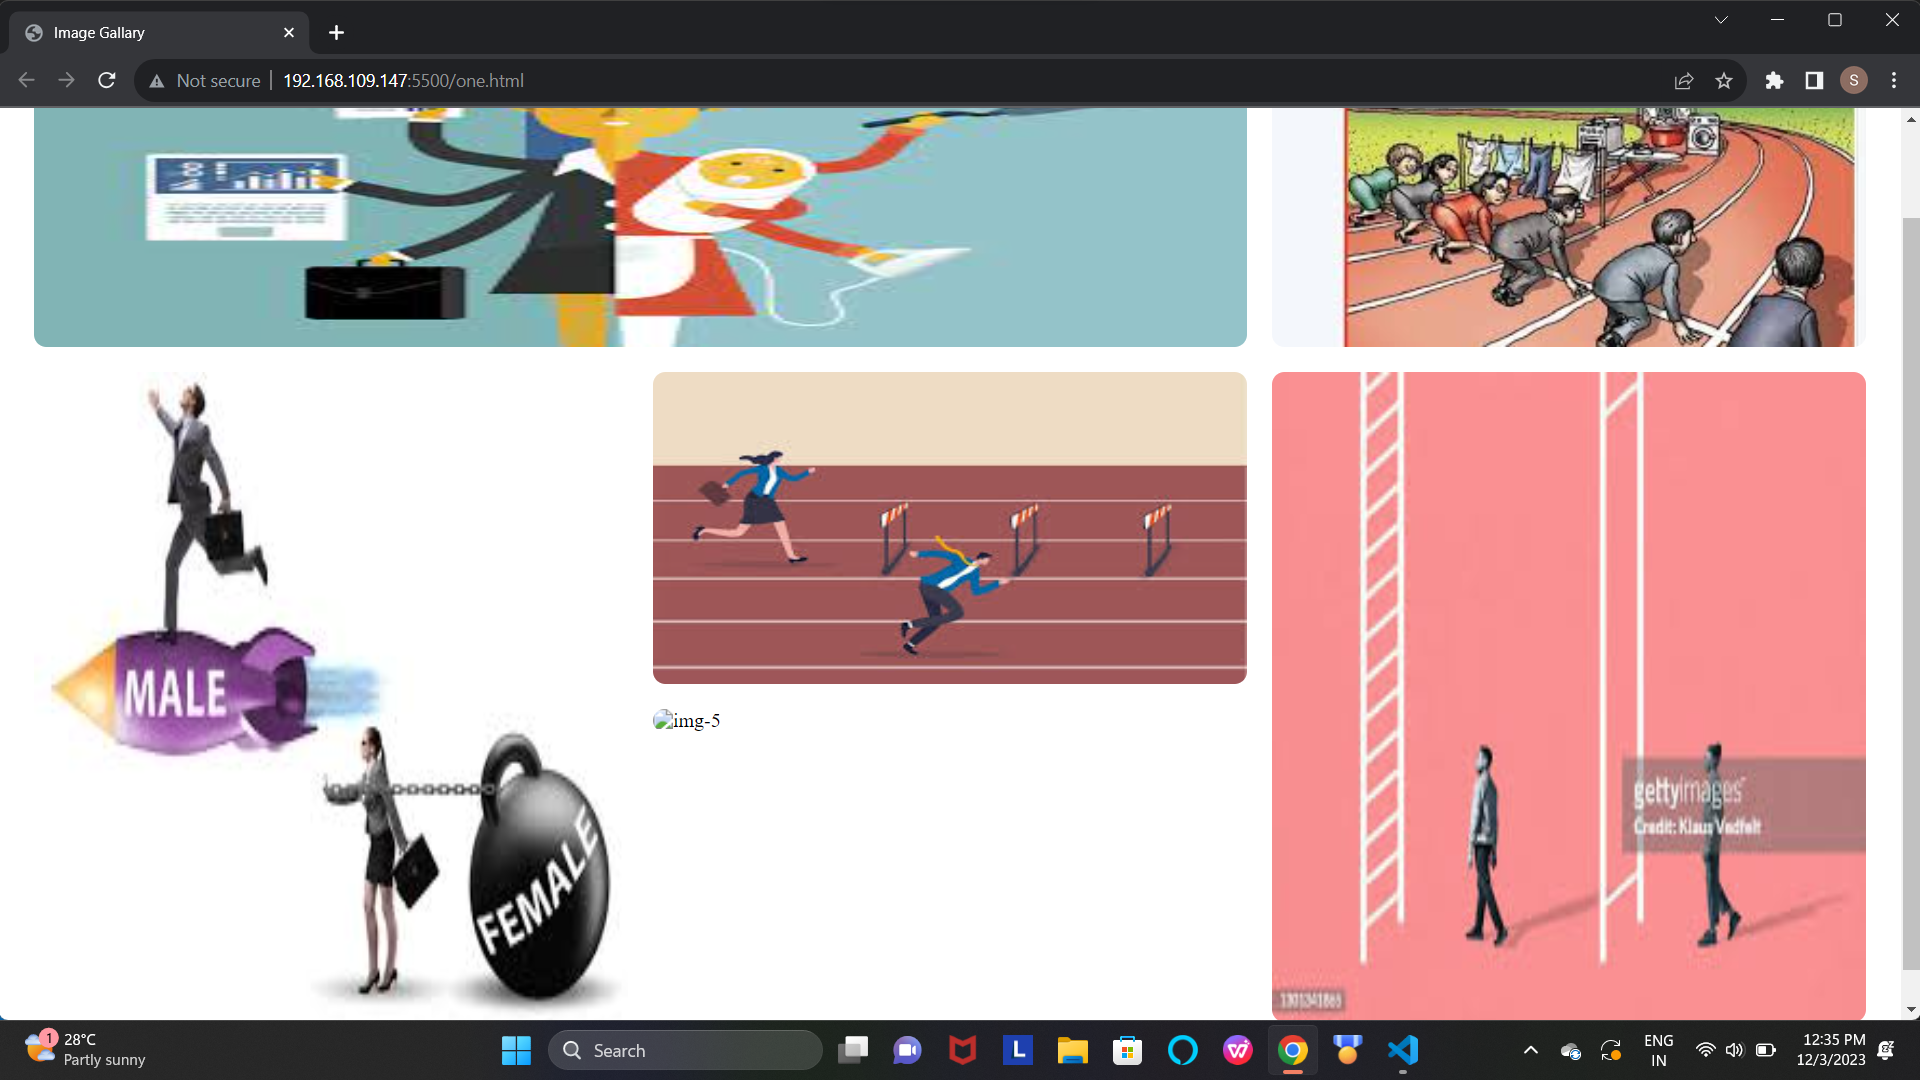 Image Gallary
Not secure
192.168.109.147:5500/one.html
S
MALE
FEMALE
img-5
gettyimages
Credit: Klaus Vedfelt
1301341865
1
28°C
Partly sunny
Search
L
ENG
IN
12:35 PM
12/3/2023